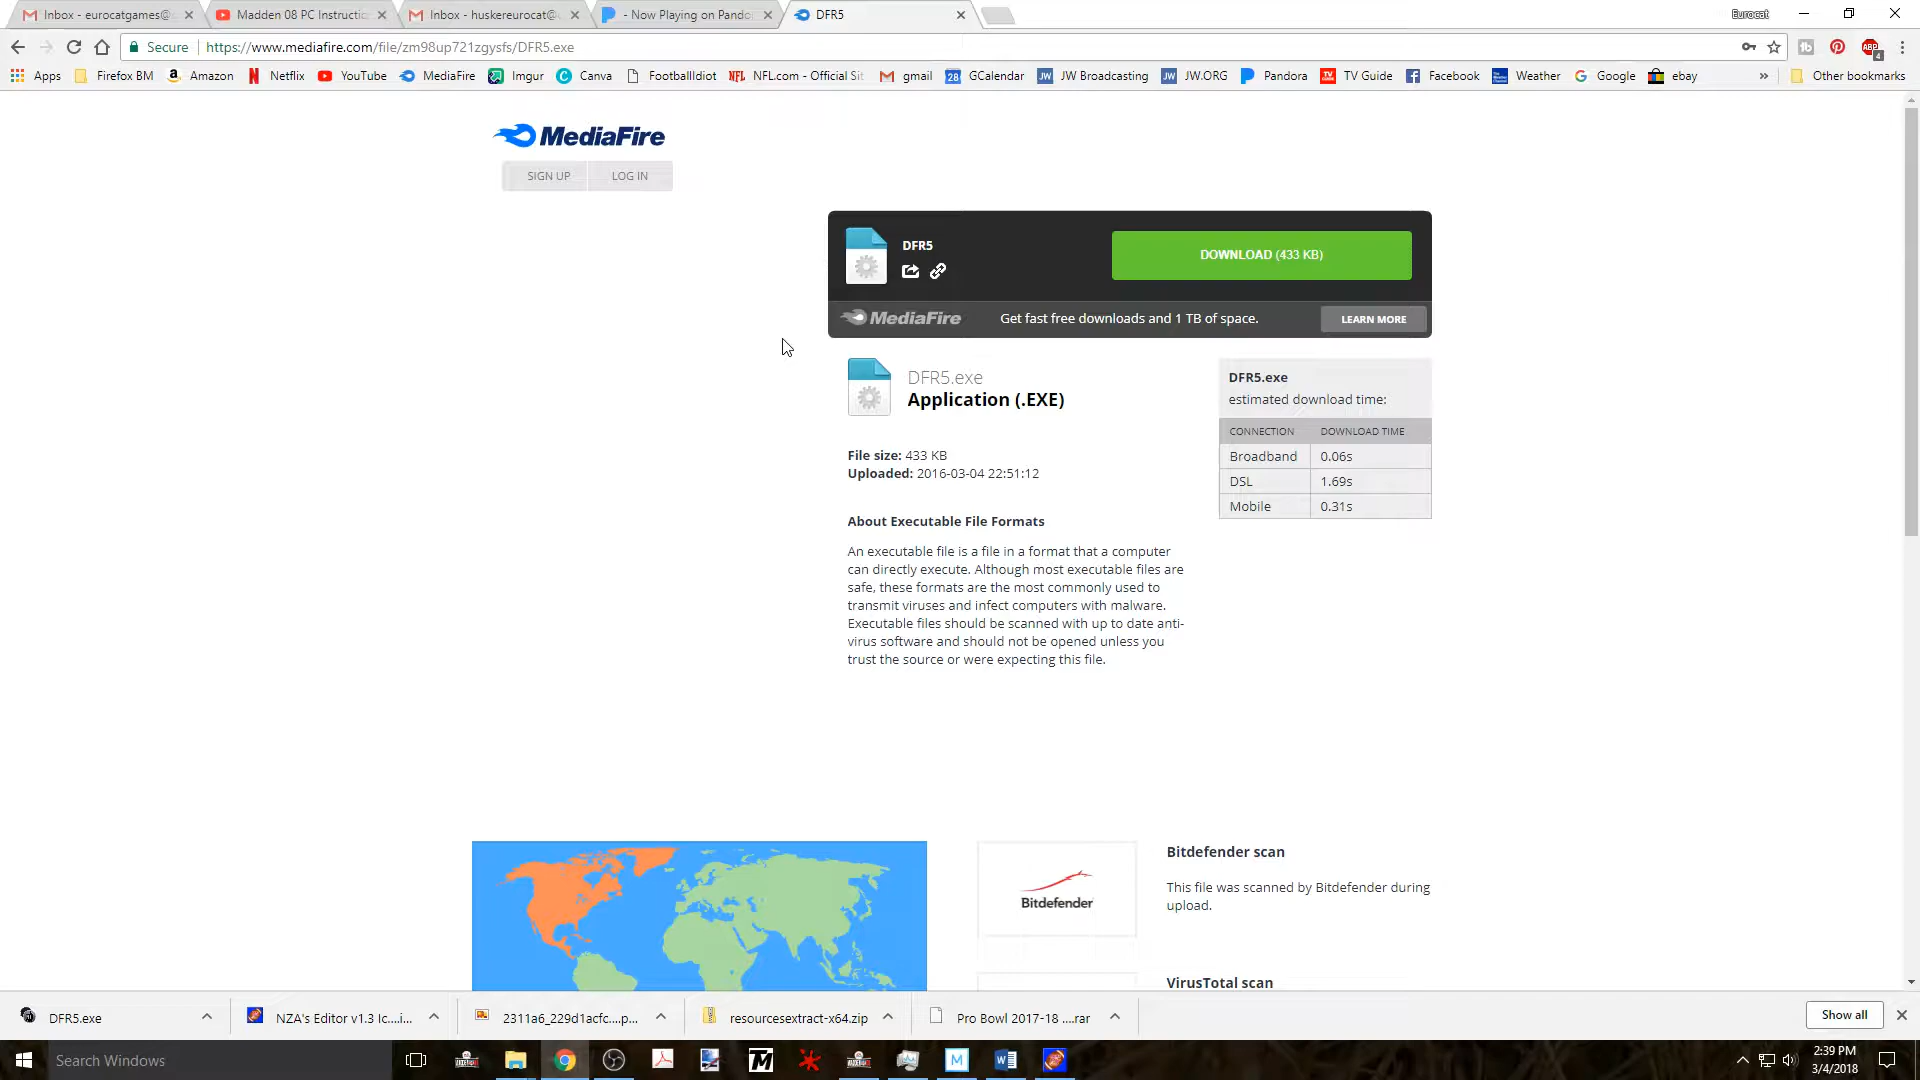 Inbox - eurocatgames@
Madden 08 PC Instructio
Inbox - huskereurocat@
- Now Playing on Pando
DFR5
Eurocat
Secure
https://www.mediafire.com/file/zm98up721zgysfs/DFR5.exe
Apps
Firefox BM
Amazon
Netflix
YouTube
MediaFire
Imgur
Canva
FootballIdiot
NFL.com - Official Sit
gmail
GCalendar
JW Broadcasting
JW.ORG
Pandora
TV Guide
Facebook
Weather
Google
ebay
»
Other bookmarks
MediaFire
SIGN UP
LOG IN
DFR5
DOWNLOAD (433 KB)
MediaFire
Get fast free downloads and 1 TB of space.
LEARN MORE
DFR5.exe
Application (.EXE)
File size: 433 KB
Uploaded: 2016-03-04 22:51:12
About Executable File Formats
An executable file is a file in a format that a computer
can directly execute. Although most executable files are
safe, these formats are the most commonly used to
transmit viruses and infect computers with malware.
Executable files should be scanned with up to date anti-
virus software and should not be opened unless you
trust the source or were expecting this file.
DFR5.exe
estimated download time:
CONNECTION DOWNLOAD TIME
Broadband 0.06s
DSL 1.69s
Mobile 0.31s
Bitdefender
Bitdefender scan
This file was scanned by Bitdefender during
upload.
VirusTotal scan
DFR5.exe
NZA's Editor v1.3 Ic....i...
2311a6_229d1acfc....p...
resourcesextract-x64.zip
Pro Bowl 2017-18 ....rar
Show all
Search Windows
2:39 PM
3/4/2018